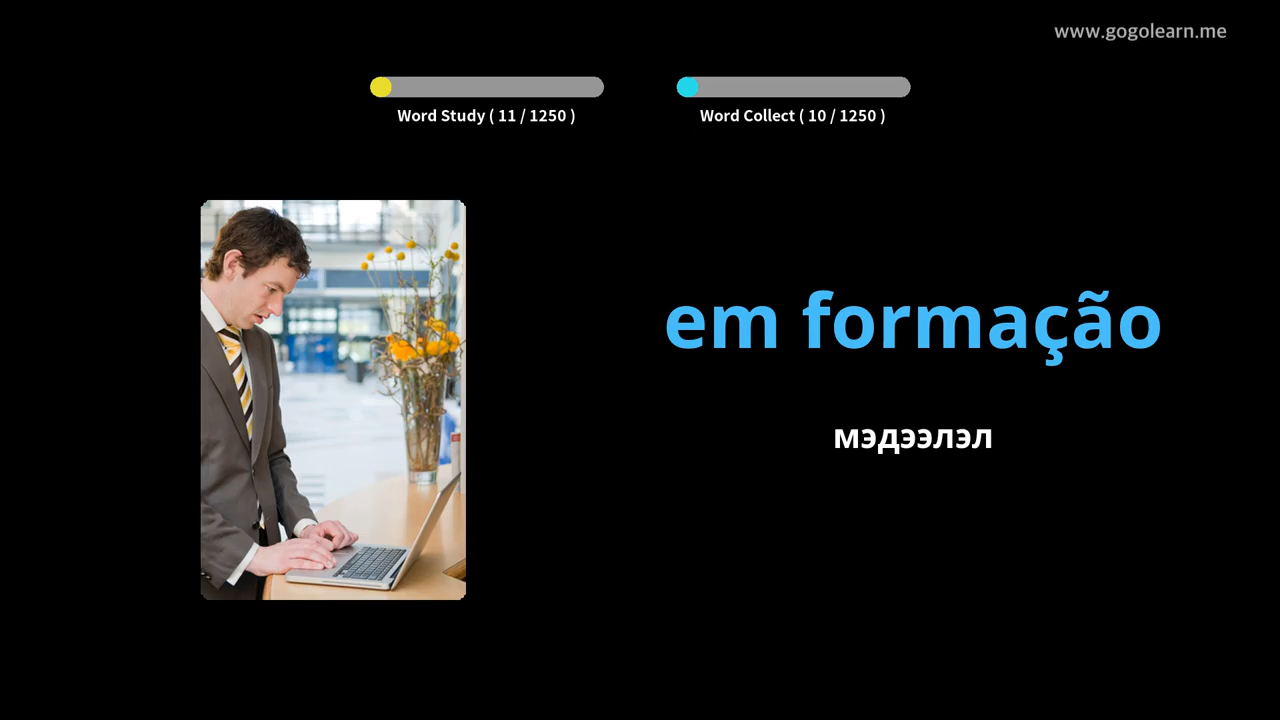 www.gogolearn.me
Word Study ( 11 / 1250 )
Word Collect ( 10 / 1250 )
em formação
мэдээлэл